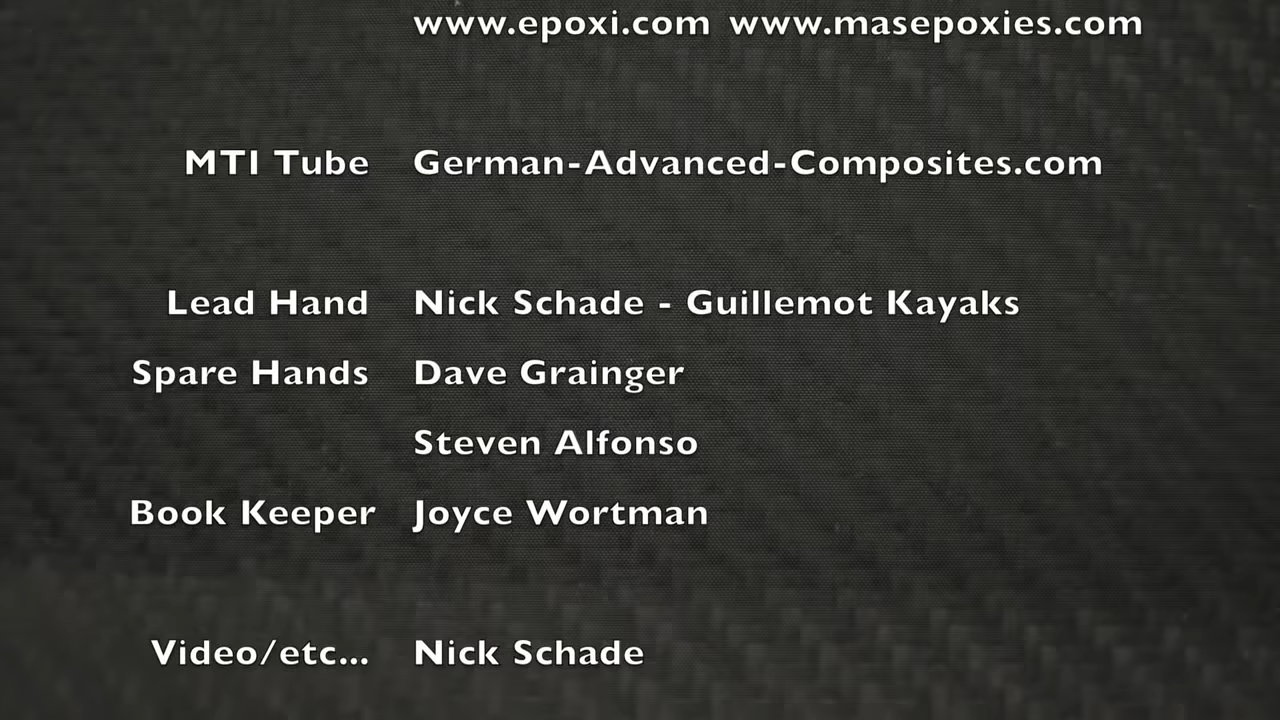 www.epoxi.com www.masepoxies.com
MTI Tube German-Advanced-Composites.com
Lead Hand Nick Schade - Guillemot Kayaks
Spare Hands Dave Grainger
Steven Alfonso
Book Keeper Joyce Wortman
Video/etc... Nick Schade